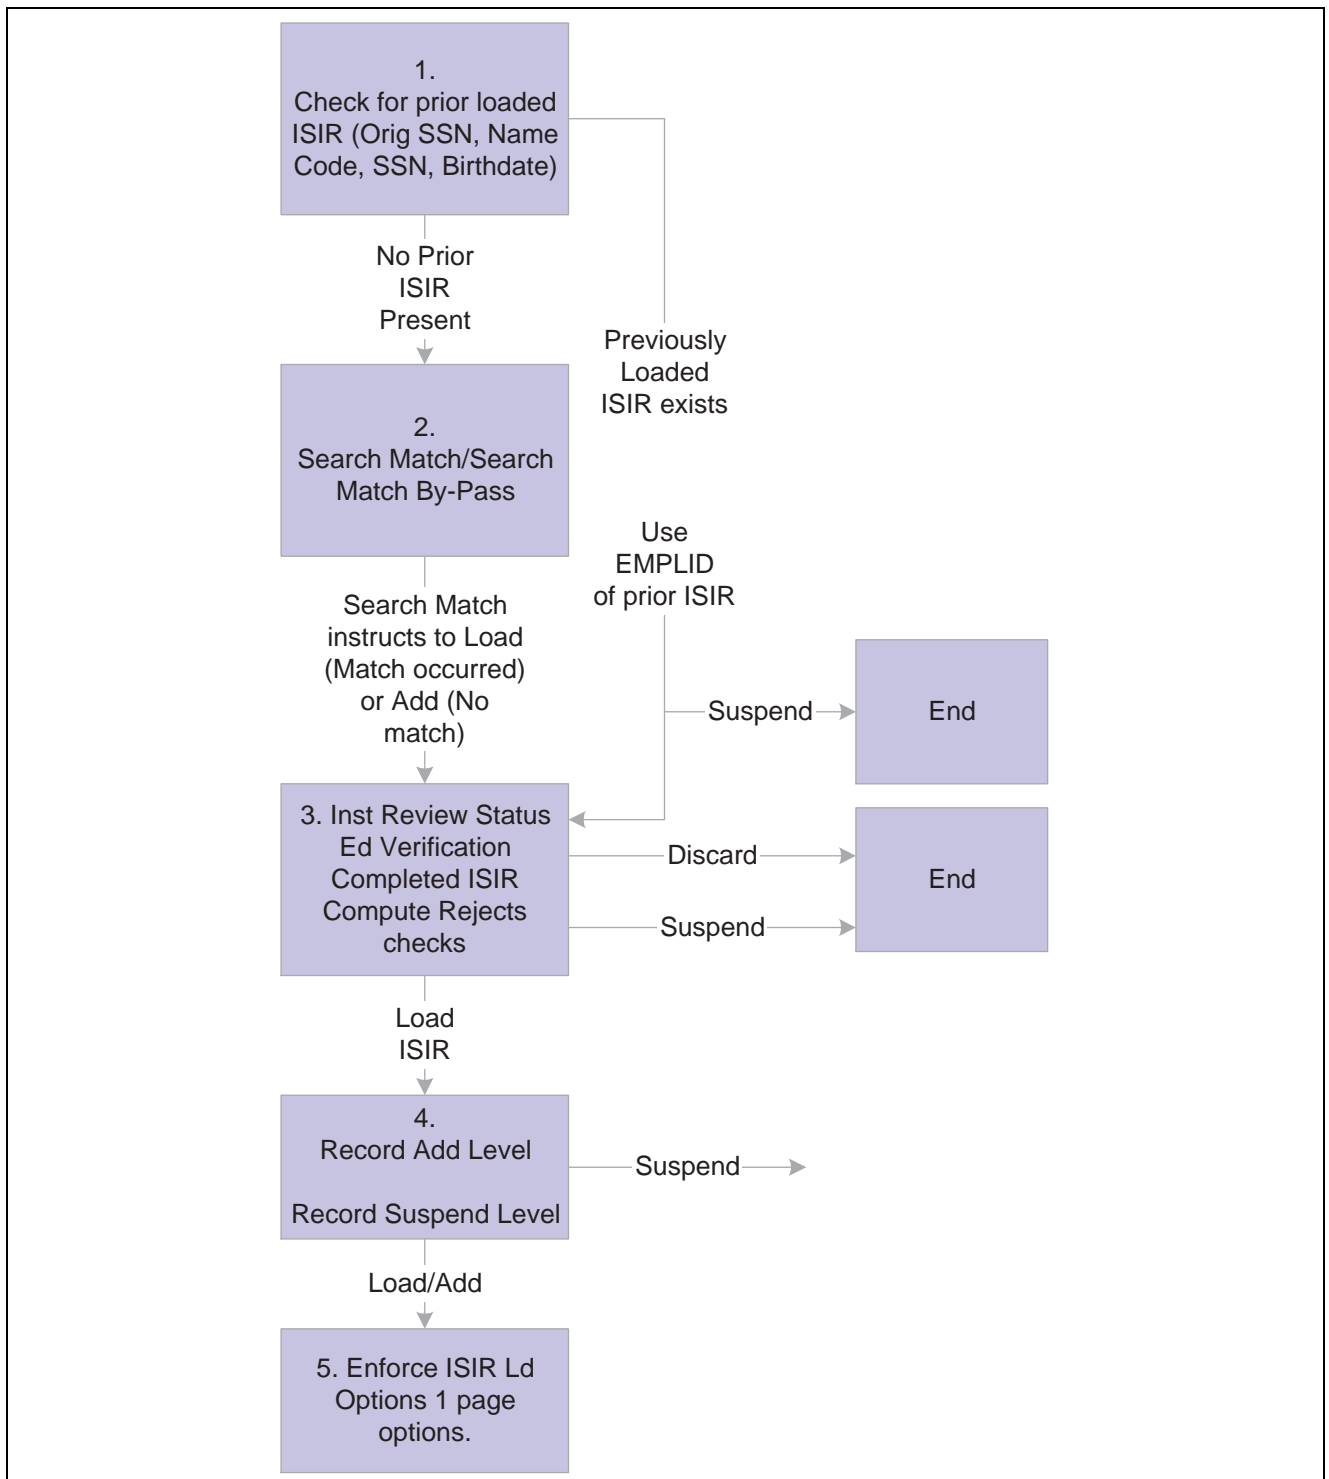 1.
Check for prior loaded
ISIR (Orig SSN, Name
Code, SSN, Birthdate)
No Prior
ISIR
Present
Previously
Loaded
ISIR exists
2.
Search Match/Search
Match By-Pass
Use
EMPLID
of prior ISIR
Search Match
instructs to Load
(Match occurred)
or Add (No
match)
Suspend
End
3. Inst Review Status
Ed Verification
Completed ISIR
Compute Rejects
checks
Discard
Suspend
End
Load
ISIR
4.
Record Add Level
Record Suspend Level
Suspend
Load/Add
5. Enforce ISIR Ld
Options 1 page
options.